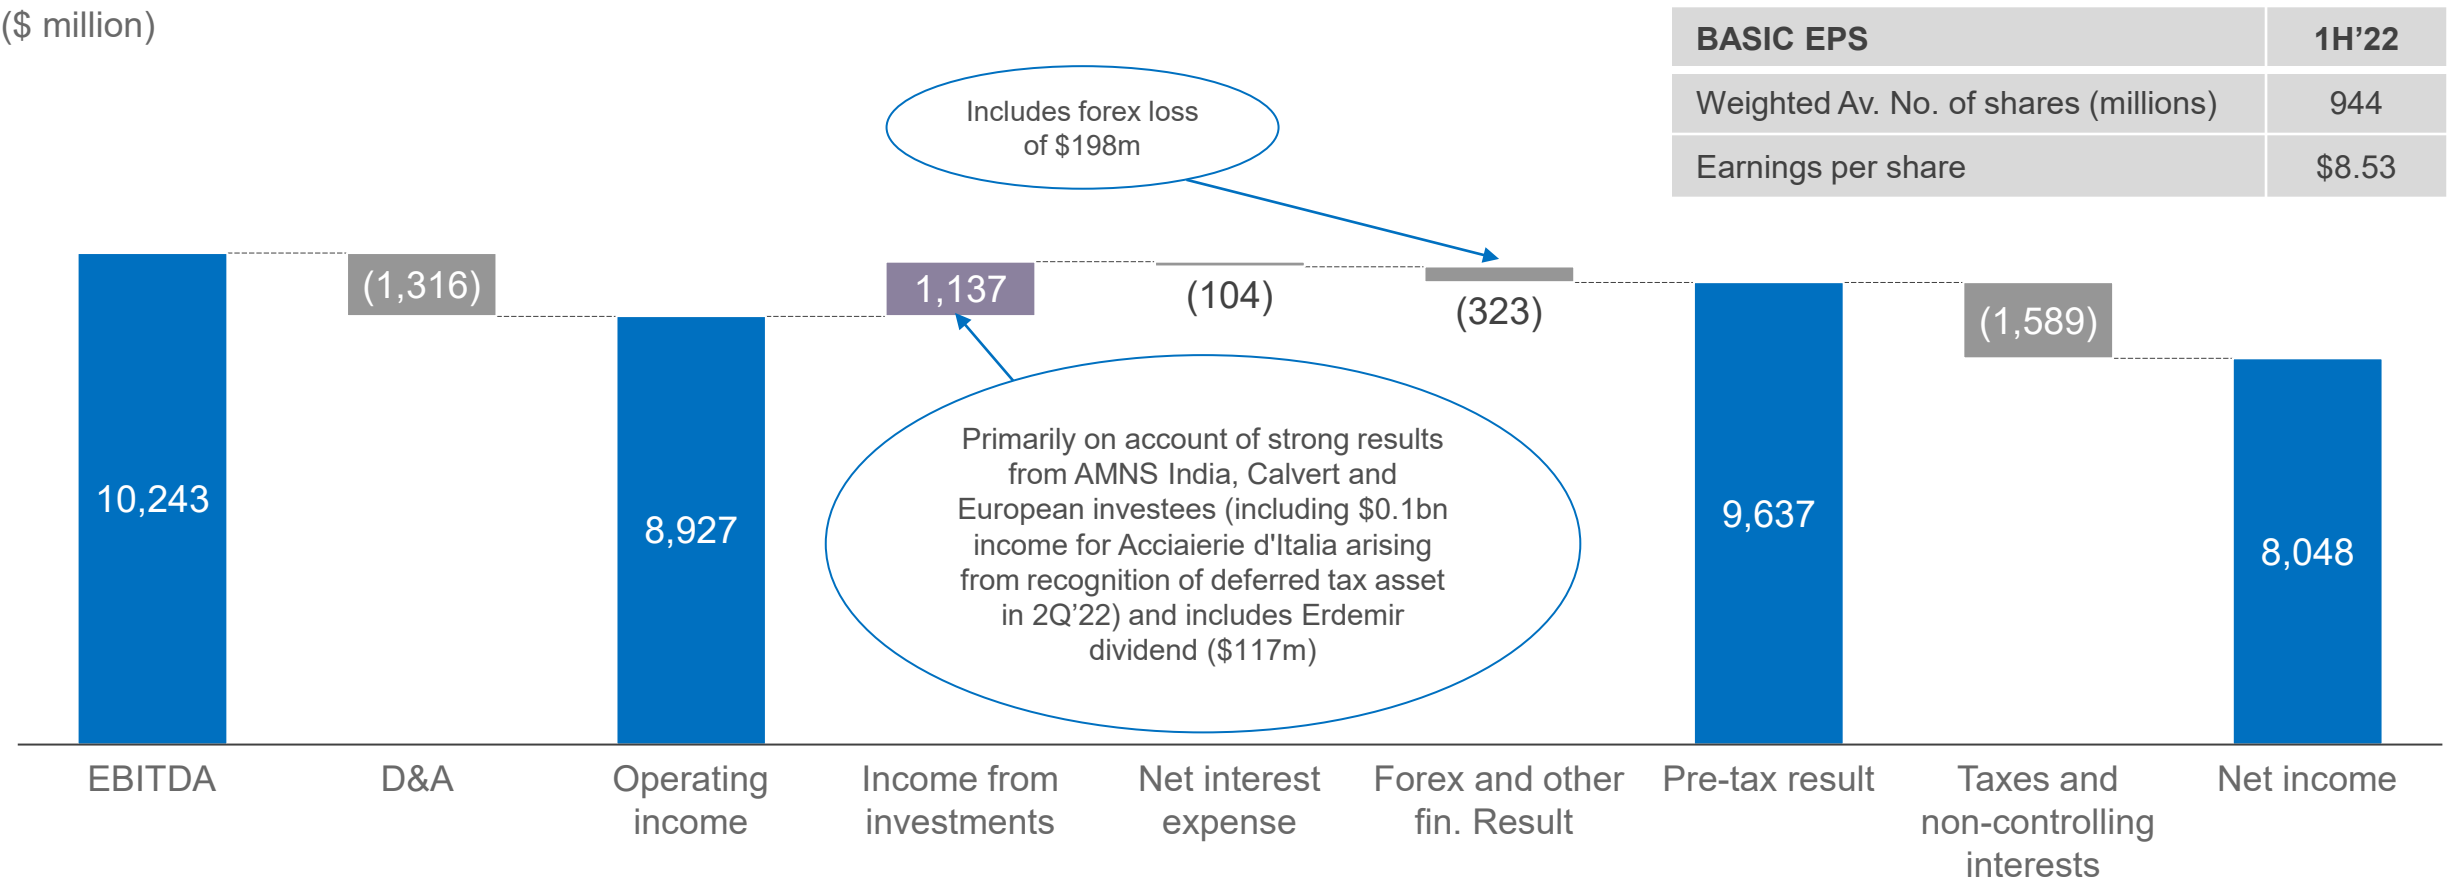 ($ million)
BASIC EPS 1H’22
Weighted Av. No. of shares (millions) 944
Earnings per share $8.53
Includes forex loss
of $198m
10,243
(1,316)
8,927
1,137
(104)
(323)
9,637
(1,589)
8,048
Primarily on account of strong results
from AMNS India, Calvert and
European investees (including $0.1bn
income for Acciaierie d'Italia arising
from recognition of deferred tax asset
in 2Q’22) and includes Erdemir
dividend ($117m)
EBITDA
D&A
Operating
income
Income from
investments
Net interest
expense
Forex and other
fin. Result
Pre-tax result
Taxes and
non-controlling
interests
Net income